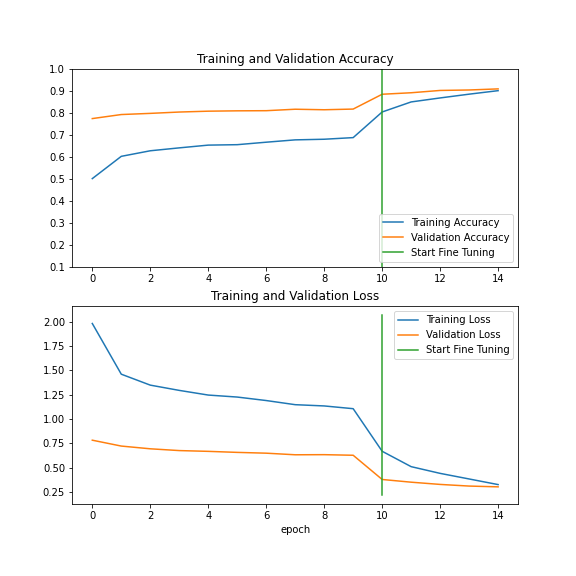 Training and Validation Accuracy
1.0
0.9
0.8
0.7
0.6
0.5
0.4
0.3
0.2
0.1
Training Accuracy
Validation Accuracy
Start Fine Tuning
0 2 4 6 8 10 12 14
Training and Validation Loss
2.00
1.75
1.50
1.25
1.00
0.75
0.50
0.25
Training Loss
Validation Loss
Start Fine Tuning
0 2 4 6 8 10 12 14
epoch